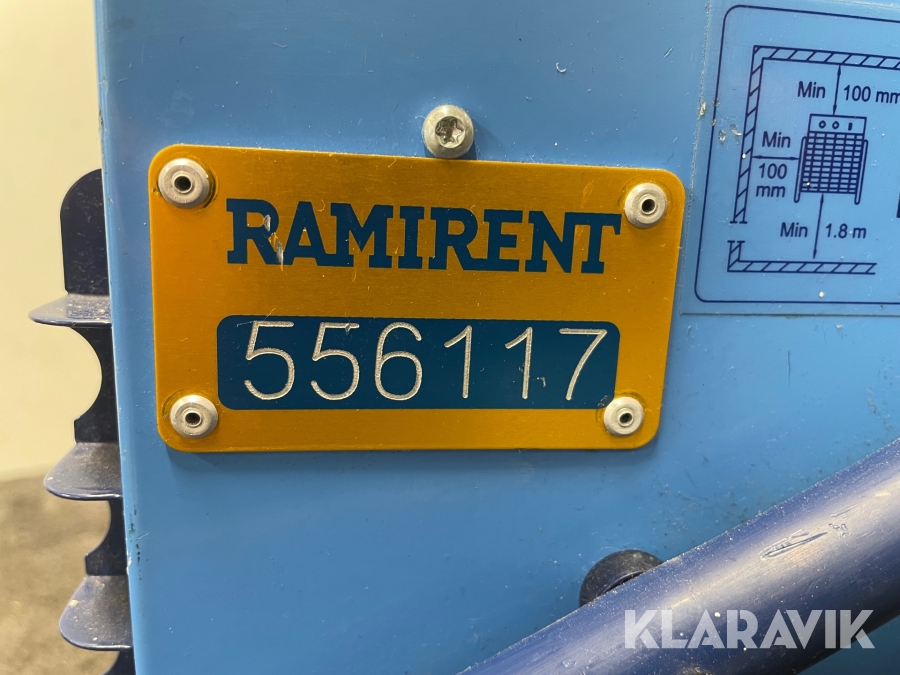 RAMIRENT
556117
Min 100 mm
Min
100
mm
Min 1.8 m
KLARAVIK